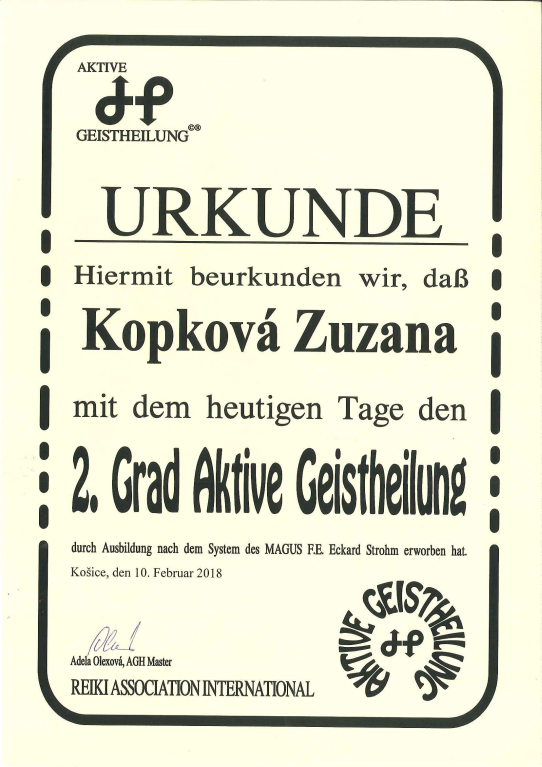 AKTIVE
GEISTHEILUNG©®
URKUNDE
Hiermit beurkunden wir, daß
Kopková Zuzana
mit dem heutigen Tage den
2. Grad Aktive Geistheilung
durch Ausbildung nach dem System des MAGUS F.E. Eckard Strohm erworben hat.
Košice, den 10. Februar 2018
Adela Olexová, AGH Master
REIKI ASSOCIATION INTERNATIONAL
AKTIVE GEISTHEILUNG